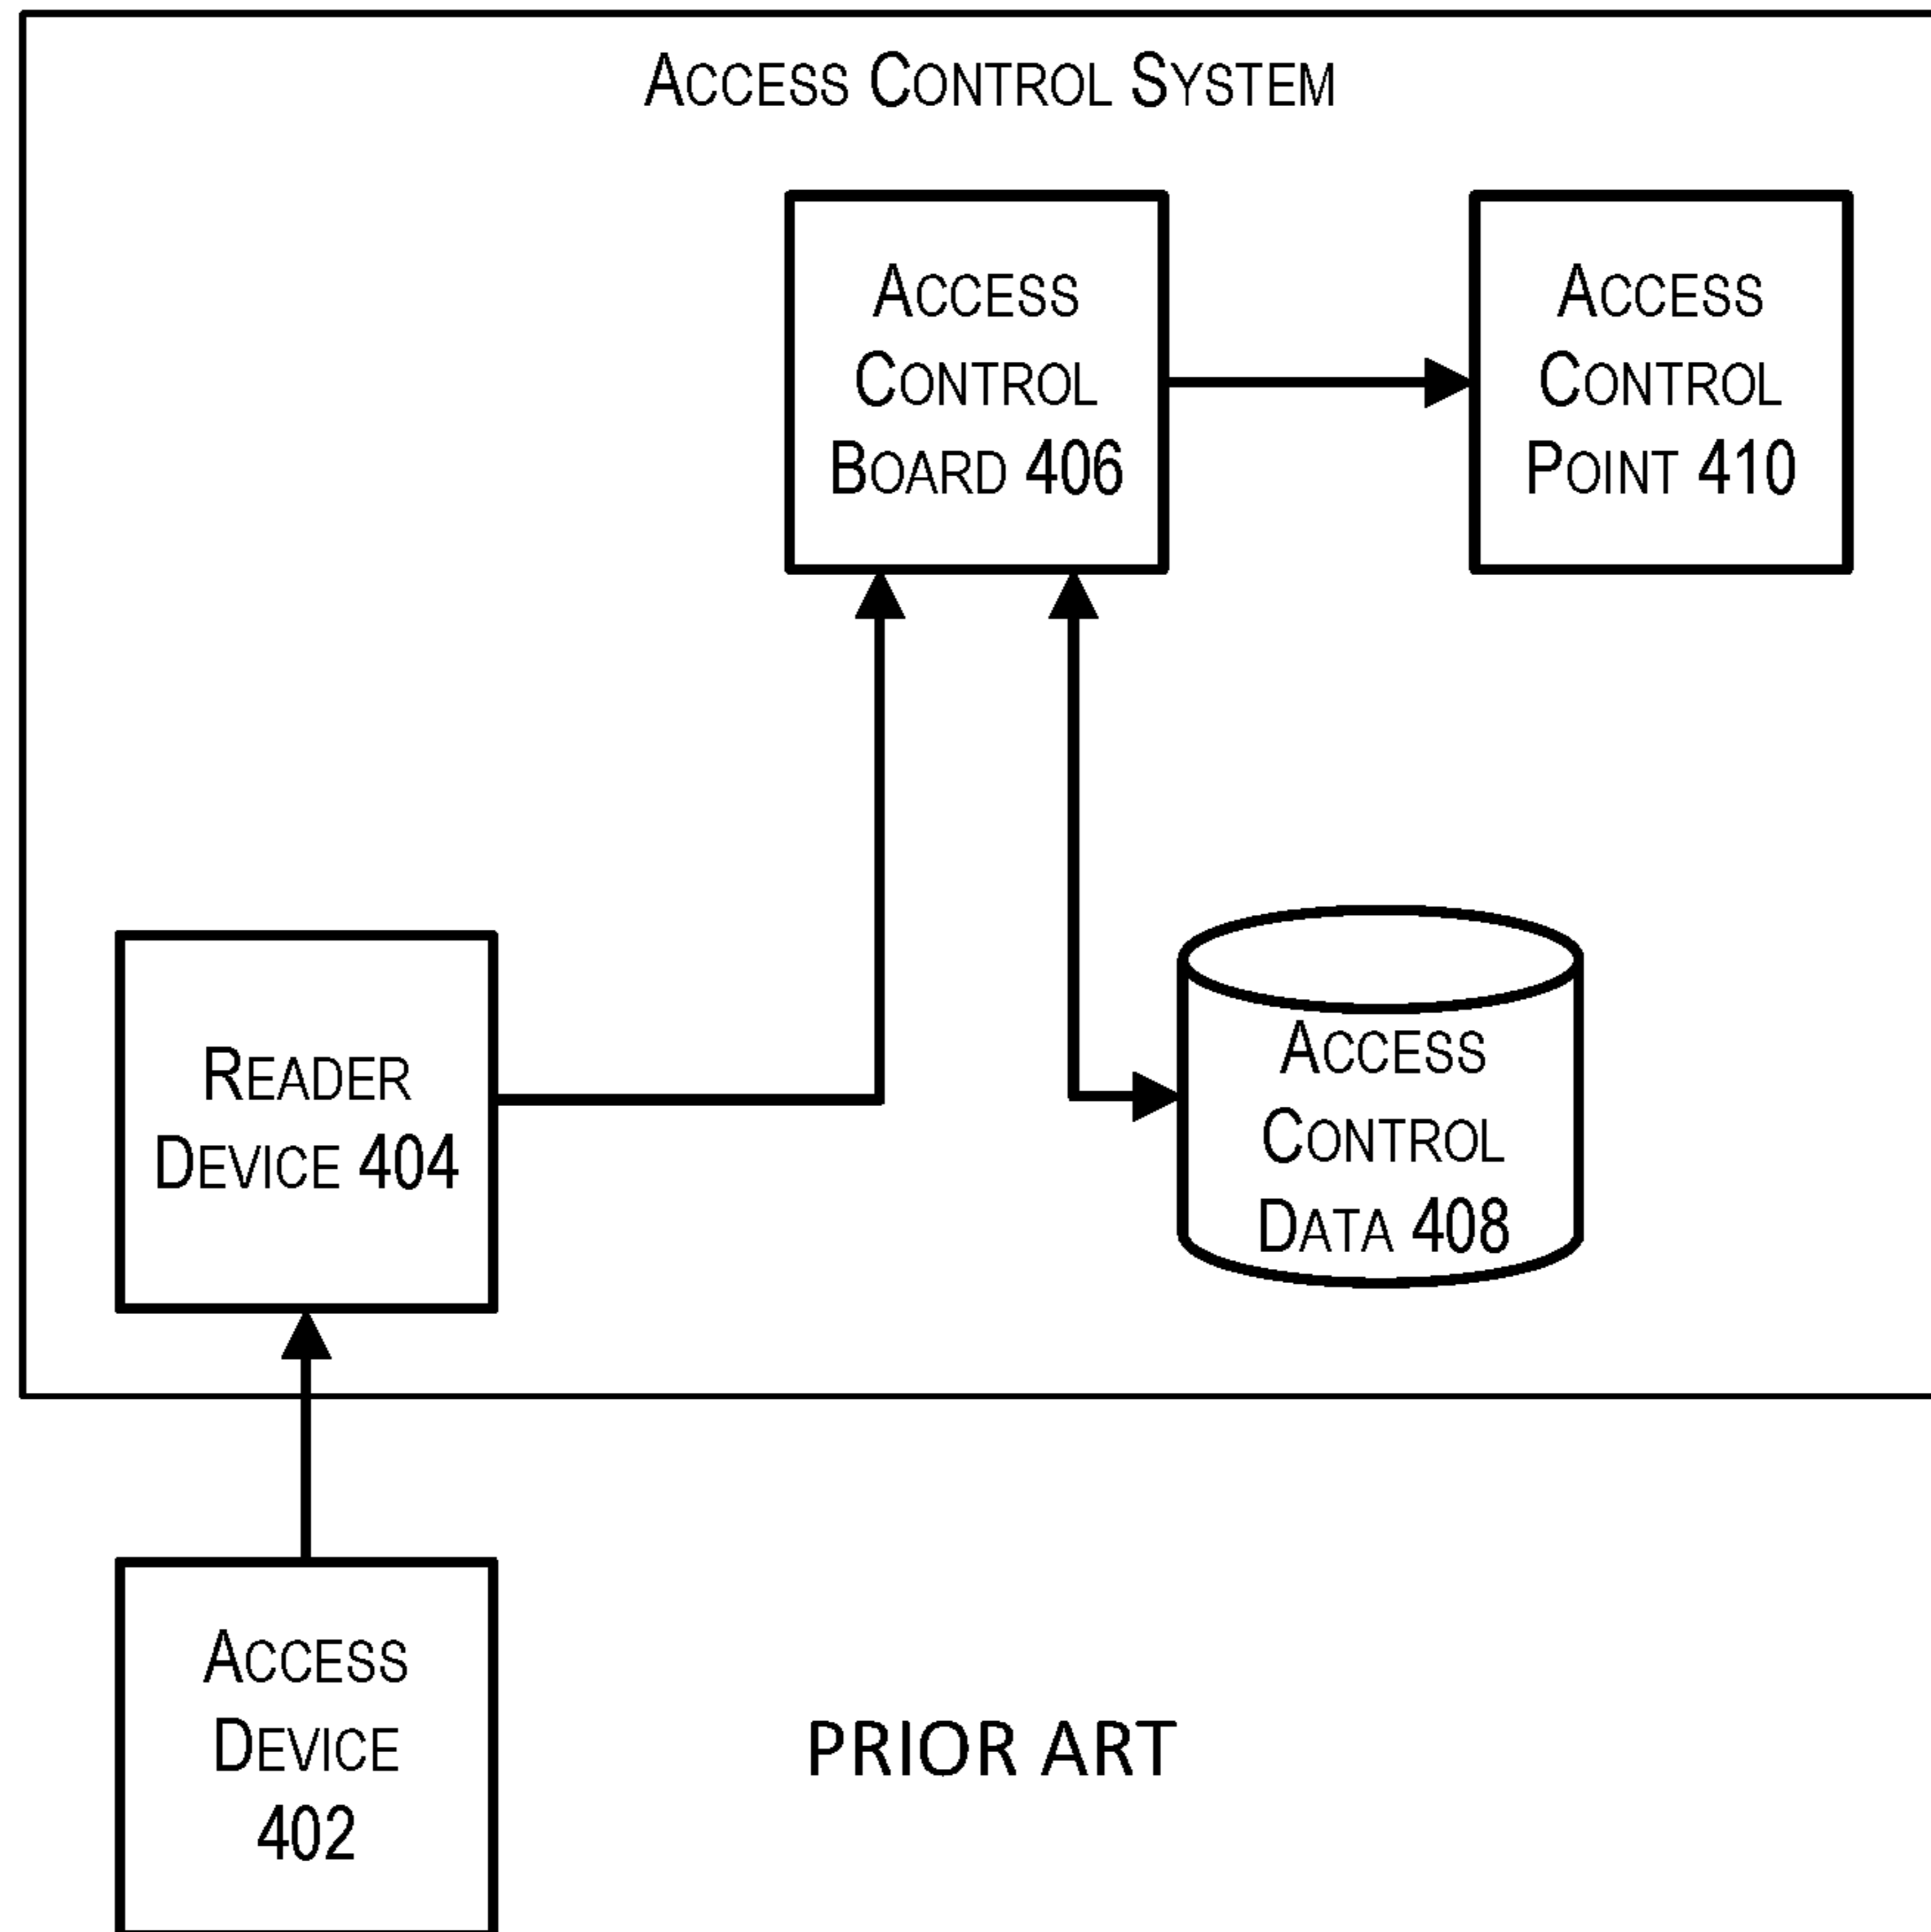 Access Control System
Access
Control
Board 406
Access
Control
Point 410
Reader
Device 404
Access
Control
Data 408
Access
Device
402
PRIOR ART